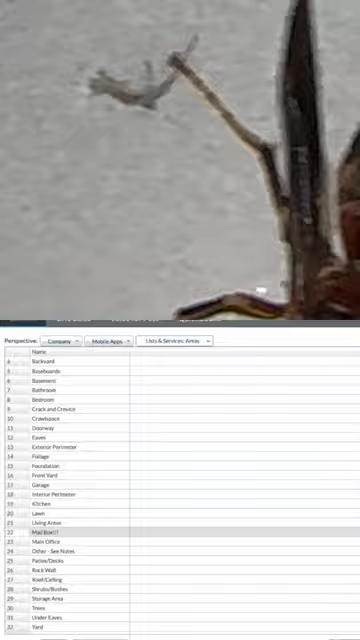 Perspective: Company Mobile Apps Lists & Services: Areas
Name
4 Backyard
5 Baseboards
6 Basement
7 Bathroom
8 Bedroom
9 Crack and Crevice
10 Crawlspace
11 Doorway
12 Eaves
13 Exterior Perimeter
14 Foliage
15 Foundation
16 Front Yard
17 Garage
18 Interior Perimeter
19 Kitchen
20 Lawn
21 Living Areas
22 Mail Box!!!
23 Main Office
24 Other - See Notes
25 Patios/Decks
26 Rock Wall
27 Roof/Ceiling
28 Shrubs/Bushes
29 Storage Area
30 Trees
31 Under Eaves
32 Yard